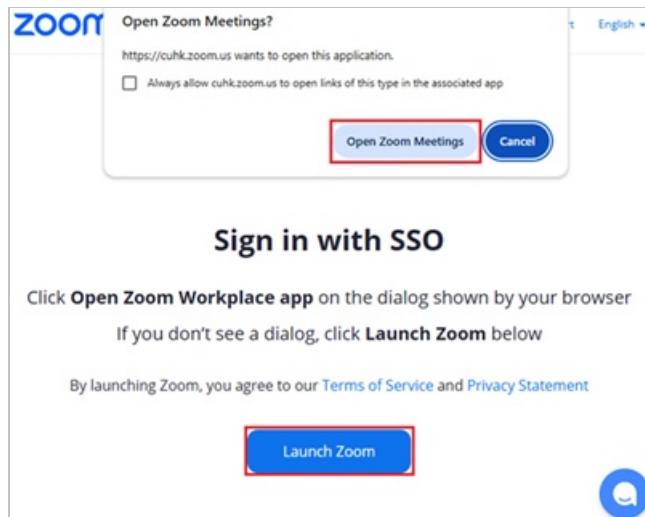 zoom
Open Zoom Meetings?
English
https://cuhk.zoom.us wants to open this application.
Always allow cuhk.zoom.us to open links of this type in the associated app
Open Zoom Meetings
Cancel
Sign in with SSO
Click Open Zoom Workplace app on the dialog shown by your browser
If you don't see a dialog, click Launch Zoom below
By launching Zoom, you agree to our Terms of Service and Privacy Statement
Launch Zoom